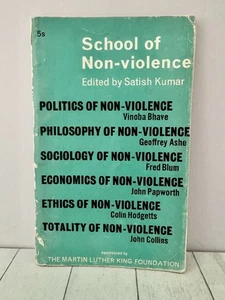 5s
School of
Non-violence
Edited by Satish Kumar
POLITICS OF NON-VIOLENCE
Vinoba Bhave
PHILOSOPHY OF NON-VIOLENCE
Geoffrey Ashe
SOCIOLOGY OF NON-VIOLENCE
Fred Blum
ECONOMICS OF NON-VIOLENCE
John Papworth
ETHICS OF NON-VIOLENCE
Colin Hodgetts
TOTALITY OF NON-VIOLENCE
John Collins
Sponsored by
THE MARTIN LUTHER KING FOUNDATION